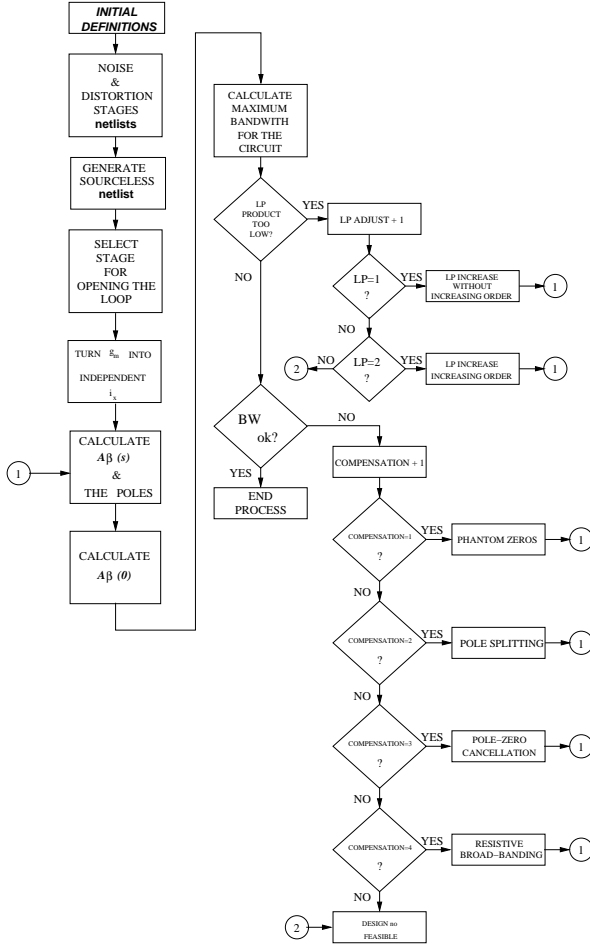 INITIAL
DEFINITIONS
NOISE
&
DISTORTION
STAGES
netlists
GENERATE
SOURCELESS
netlist
SELECT
STAGE
FOR
OPENING THE
LOOP
TURN gm INTO
INDEPENDENT
ix
1
CALCULATE
Aβ (s)
&
THE POLES
CALCULATE
Aβ (0)
CALCULATE
MAXIMUM
BANDWITH
FOR THE
CIRCUIT
LP
PRODUCT
TOO
LOW?
YES
LP ADJUST + 1
NO
LP=1
?
YES
LP INCREASE
WITHOUT
INCREASING ORDER
1
NO
LP=2
?
NO
2
YES
LP INCREASE
INCREASING ORDER
1
BW
ok?
NO
YES
END
PROCESS
COMPENSATION + 1
COMPENSATION=1
?
YES
PHANTOM ZEROS
1
NO
COMPENSATION=2
?
YES
POLE SPLITTING
1
NO
COMPENSATION=3
?
YES
POLE−ZERO
CANCELLATION
1
NO
COMPENSATION=4
?
YES
RESISTIVE
BROAD−BANDING
1
NO
2
DESIGN no
FEASIBLE